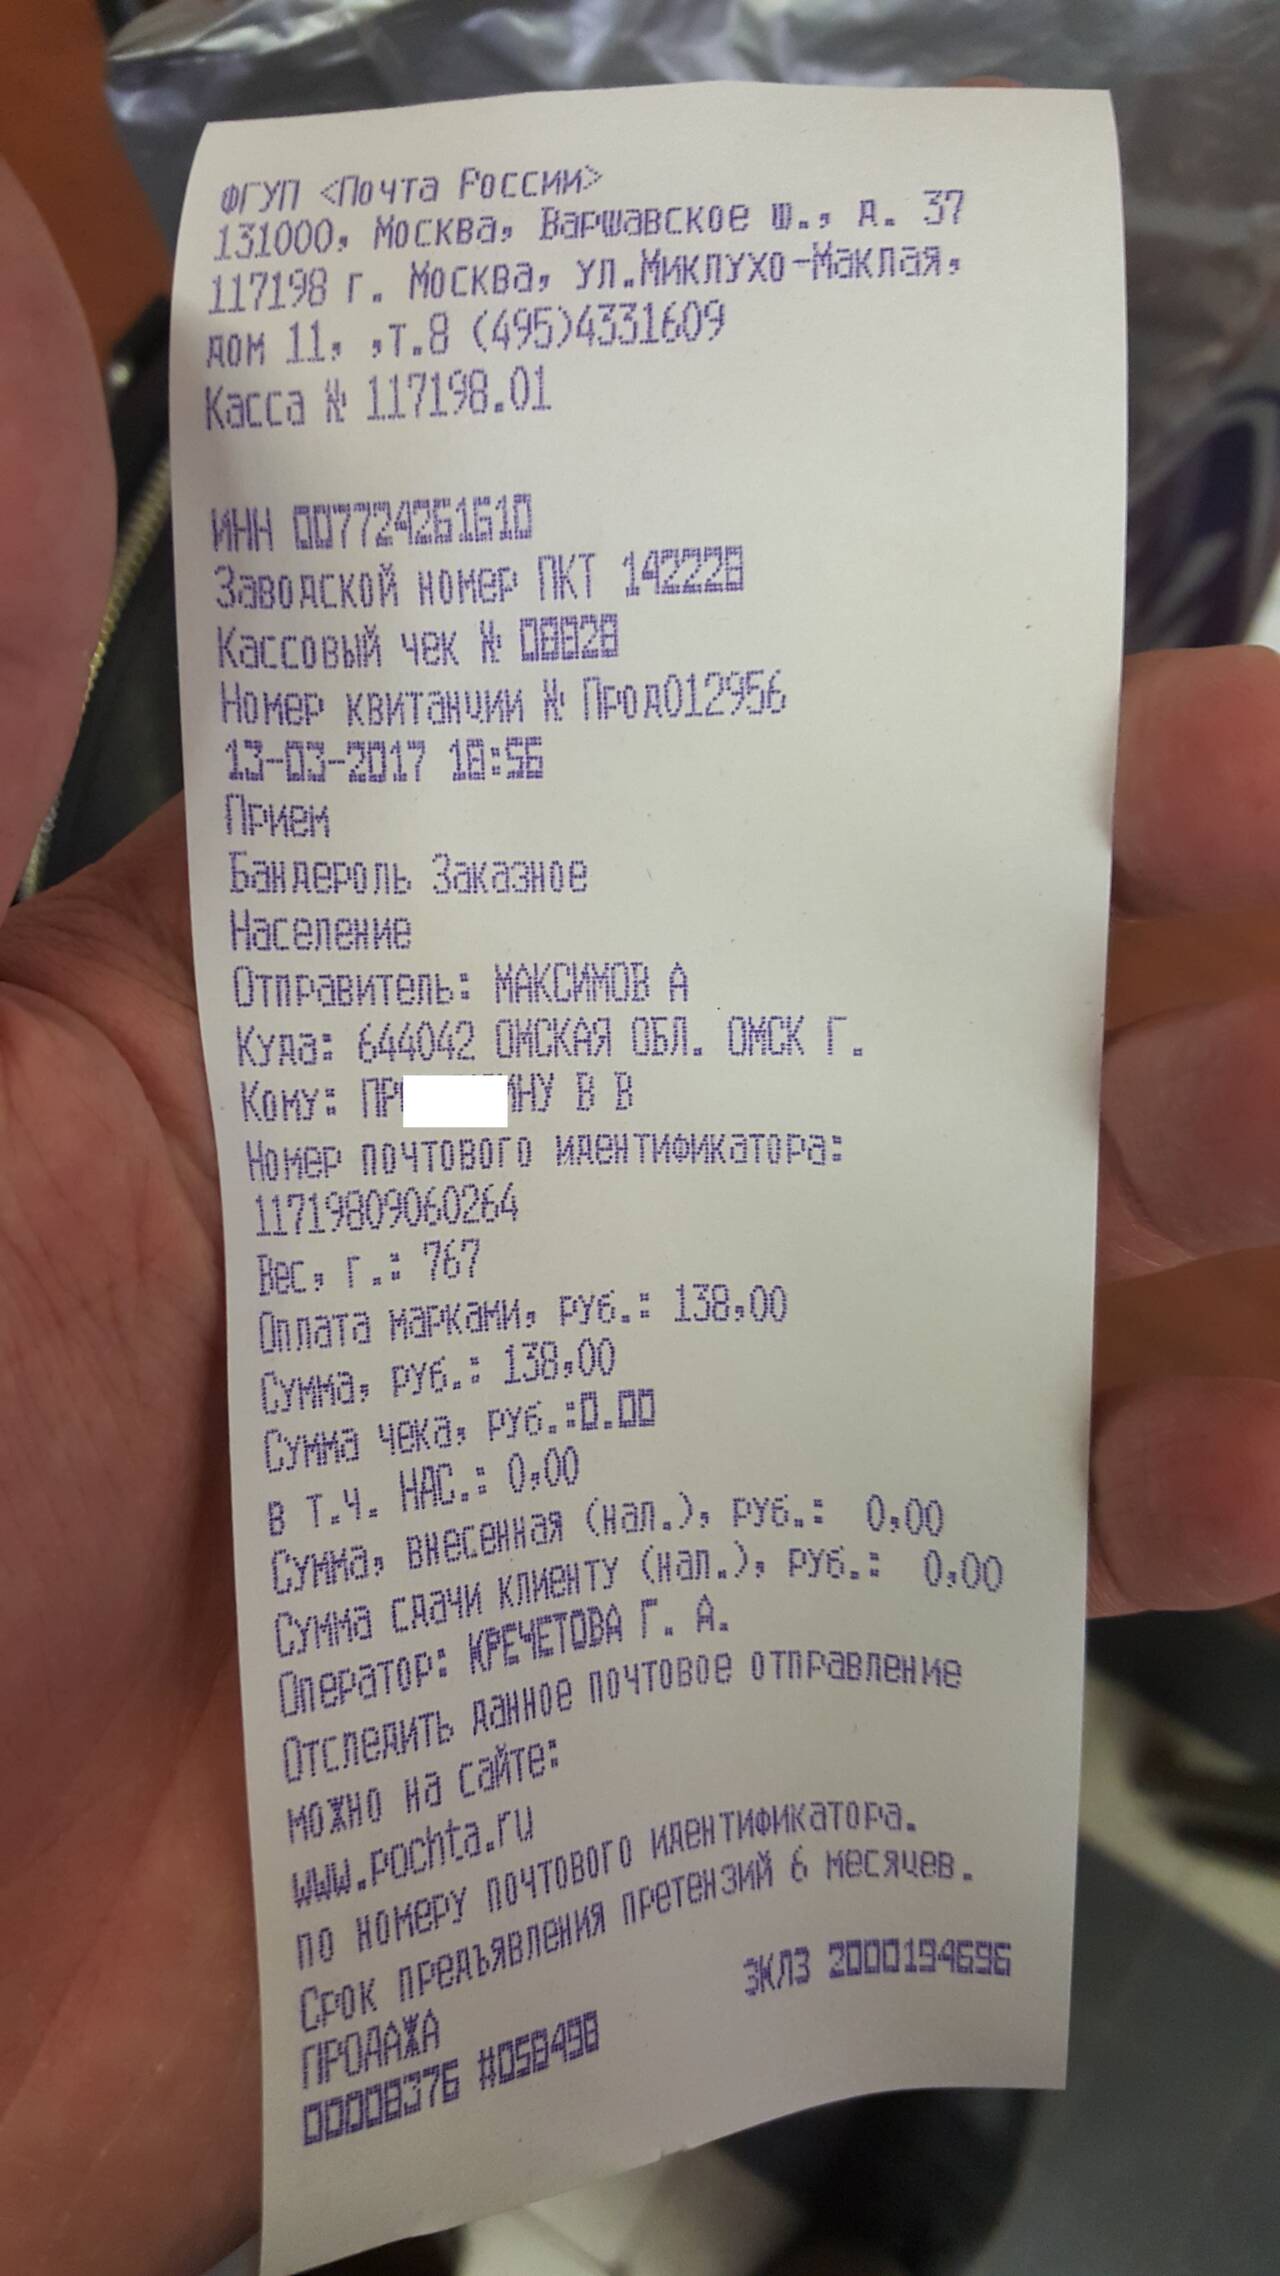 ФГУП <Почта России>
131000, Москва, Варшавское ш., д. 37
117198 г. Москва, ул.Миклухо-Маклая,
дом 11, ,т.8 (495)4331609
Касса № 117198.01
ИНН 007724261610
Заводской номер ПКТ 142228
Кассовый чек № 08828
Номер квитанции № Прод012956
13-03-2017 18:56
Прием
Бандероль Заказное
Население
Отправитель: МАКСИМОВ А
Куда: 644042 ОМСКАЯ ОБЛ. ОМСК Г.
Кому: ПР ИНУ В В
Номер почтового идентификатора:
11719809060264
Вес, г.: 767
Оплата марками, руб.: 138,00
Сумма, руб.: 138,00
Сумма чека, руб.:0.00
в т.ч. НАС.: 0,00
Сумма, внесенная (нал.), руб.: 0,00
Сумма сдачи клиенту (нал.), руб.: 0,00
Оператор: КРЕЧЕТОВА Г. А.
Отследить данное почтовое отправление
можно на сайте:
www.pochta.ru
по номеру почтового идентификатора.
Срок предъявления претензий 6 месяцев.
ПРОДАЖА ЭКЛЗ 2000194696
00008376 #058498